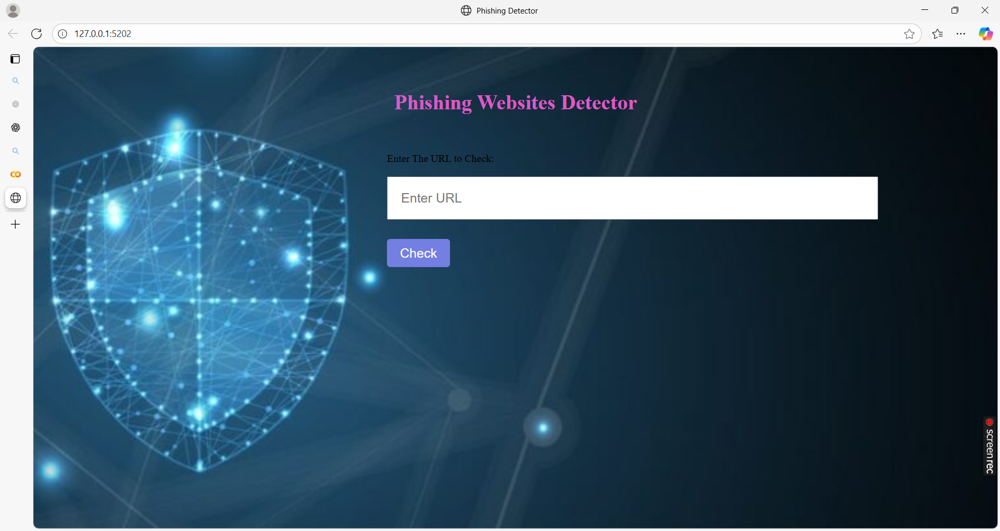 Phishing Detector
127.0.0.1:5202
Phishing Websites Detector
Enter The URL to Check:
Enter URL
Check
screenrec